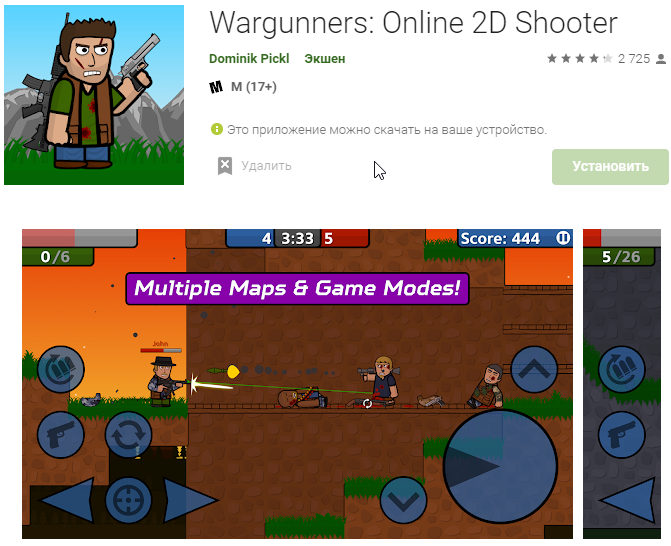 Wargunners: Online 2D Shooter
Dominik Pickl Экшен 2 725
M M (17+)
Это приложение можно скачать на ваше устройство.
Удалить Установить
4 3:33 5 Score: 444
0/6 5/26
Multiple Maps & Game Modes!
John